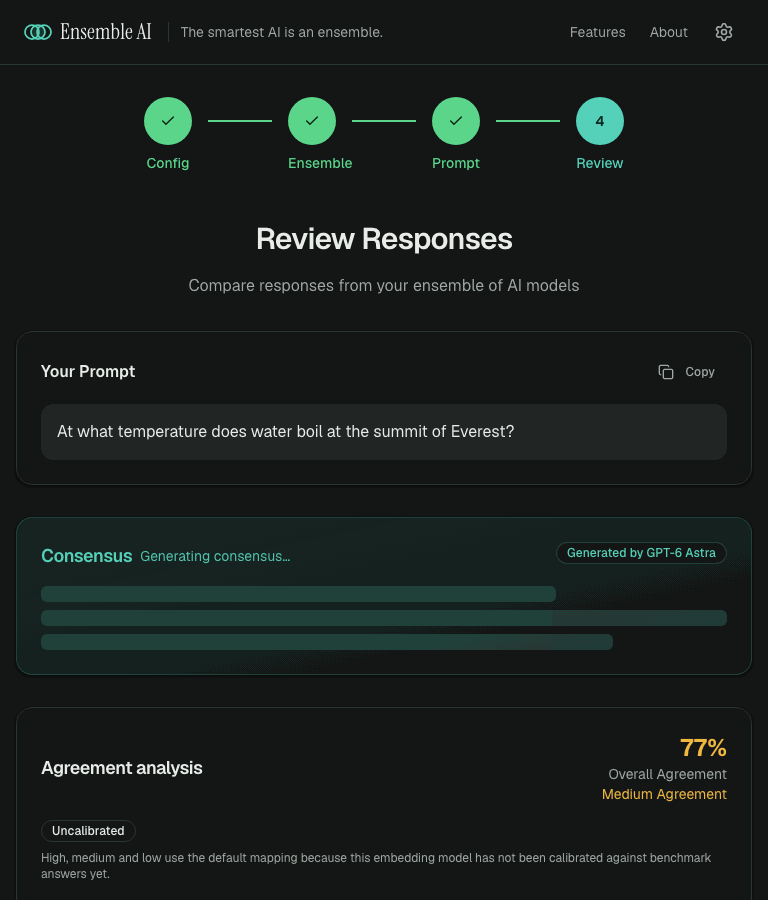 Ensemble AI
The smartest AI is an ensemble.
Features
About
4
Config
Ensemble
Prompt
Review
Review Responses
Compare responses from your ensemble of AI models
Your Prompt
Copy
At what temperature does water boil at the summit of Everest?
Consensus
Generating consensus...
Generated by GPT-6 Astra
77%
Agreement analysis
Overall Agreement
Medium Agreement
Uncalibrated
High, medium and low use the default mapping because this embedding model has not been calibrated against benchmark
answers yet.